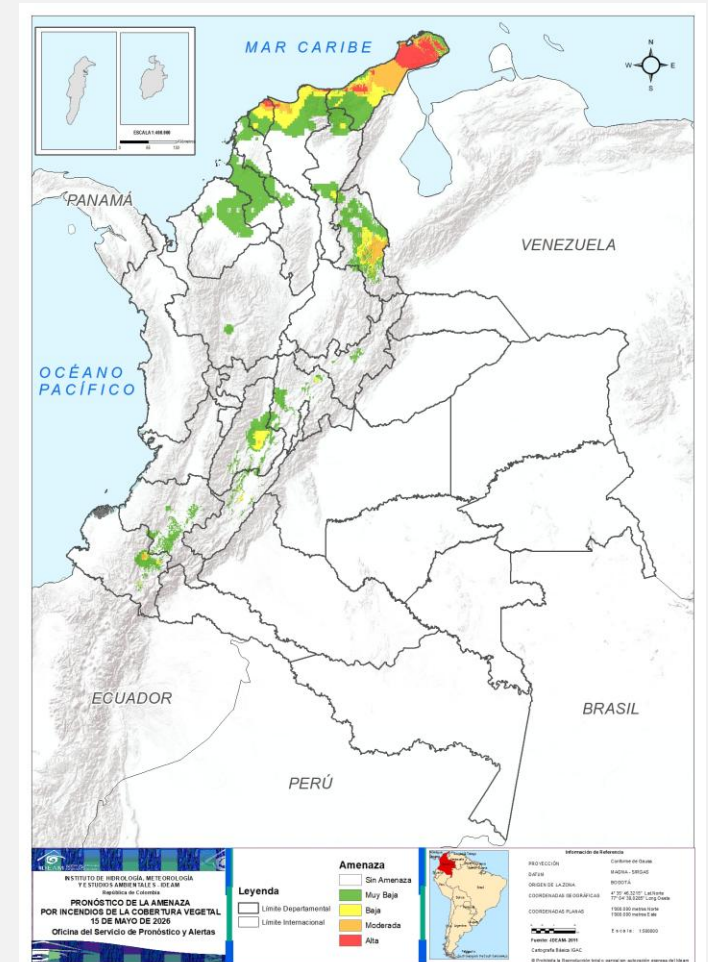 MAR CARIBE
N
W
E
S
ESCALA
PANAMÁ
VENEZUELA
OCÉANO
PACÍFICO
ECUADOR
BRASIL
PERÚ
IDEAM
INSTITUTO DE HIDROLOGÍA, METEOROLOGÍA
Y ESTUDIOS AMBIENTALES - IDEAM
República de Colombia
PRONÓSTICO DE LA AMENAZA
POR INCENDIOS DE LA COBERTURA VEGETAL
15 DE MAYO DE 2026
Oficina del Servicio de Pronóstico y Alertas
Leyenda
Límite Departamental
Límite Internacional
Amenaza
Sin Amenaza
Muy Baja
Baja
Moderada
Alta
Información de Referencia
PROYECCIÓN
Conforme de Gauss
DATUM
MAGNA - SIRGAS
ORIGEN DE LA ZONA
BOGOTÁ
COORDENADAS GEOGRÁFICAS
COORDENADAS PLANAS
Escala:
Fuente: IDEAM
Cartografía Básica: IGAC